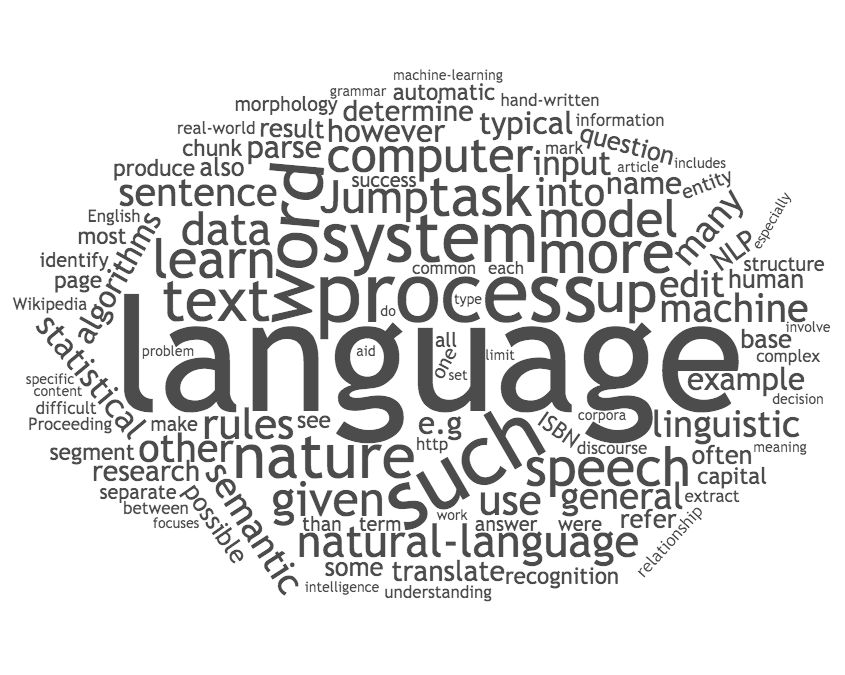 machine-learning
grammar
automatic
hand-written
morphology
determine
typical
information
real-world
result
however
question
mark
chunk
parse
computer
input
article
includes
produce
also
success
sentence
word
Jump
task
into
name
entity
English
data
system
model
many
especially
most
algorithms
learn
more
NLP
identify
common
each
structure
page
text
process
type
up
edit
human
Wikipedia
do
machine
statistical
language
problem
aid
all
one
set
limit
base
involve
complex
specific
content
example
difficult
decision
Proceeding
make
rules
see
e.g
such
ISBN
corpora
linguistic
segment
other
nature
http
discourse
often
meaning
research
semantic
speech
capital
separate
possible
given
use
general
extract
between
focuses
than
term
work
answer
were
refer
relationship
natural-language
some
translate
recognition
intelligence
understanding